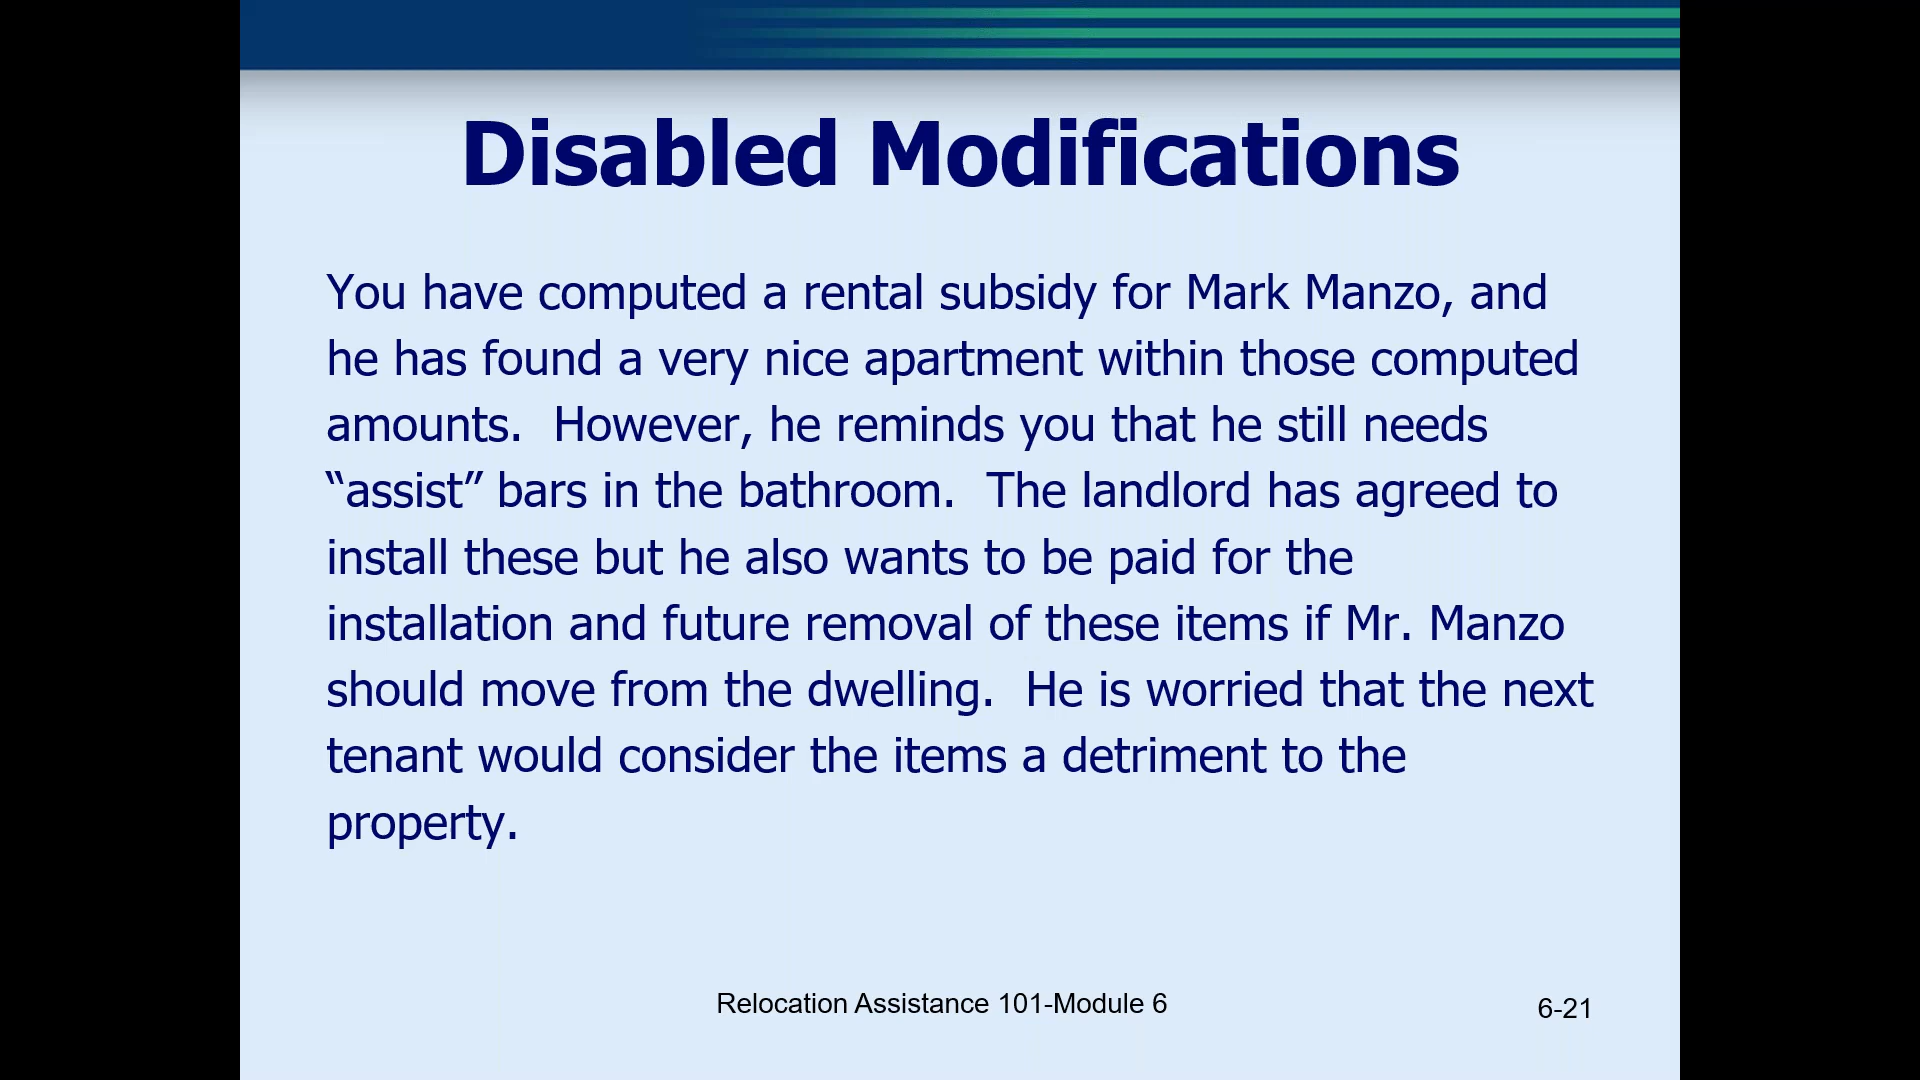 Disabled Modifications
You have computed a rental subsidy for Mark Manzo, and
he has found a very nice apartment within those computed
amounts.  However, he reminds you that he still needs
“assist” bars in the bathroom.  The landlord has agreed to
install these but he also wants to be paid for the
installation and future removal of these items if Mr. Manzo
should move from the dwelling.  He is worried that the next
tenant would consider the items a detriment to the
property.
Relocation Assistance 101-Module 6
6-21